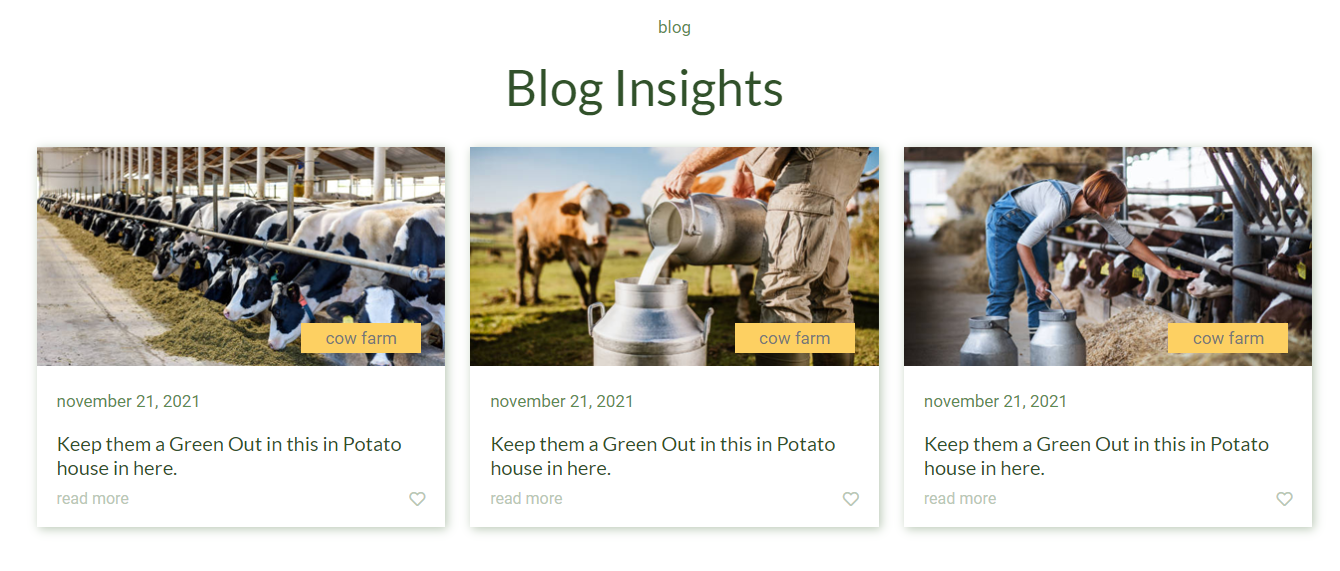 blog
Blog Insights
cow farm
november 21, 2021
Keep them a Green Out in this in Potato
house in here.
read more
cow farm
november 21, 2021
Keep them a Green Out in this in Potato
house in here.
read more
cow farm
november 21, 2021
Keep them a Green Out in this in Potato
house in here.
read more